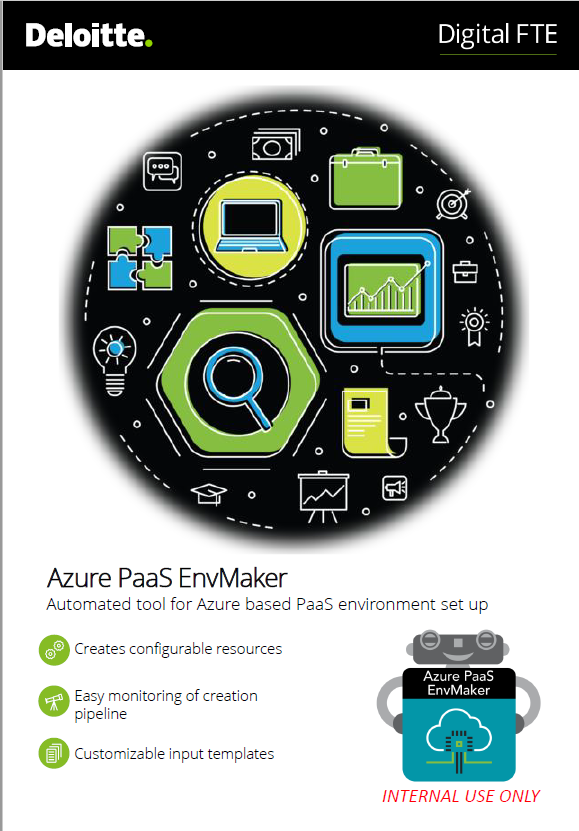 Deloitte.
Digital FTE
Azure PaaS EnvMaker
Automated tool for Azure based PaaS environment set up
Creates configurable resources
Easy monitoring of creation
pipeline
Customizable input templates
Azure PaaS
EnvMaker
INTERNAL USE ONLY